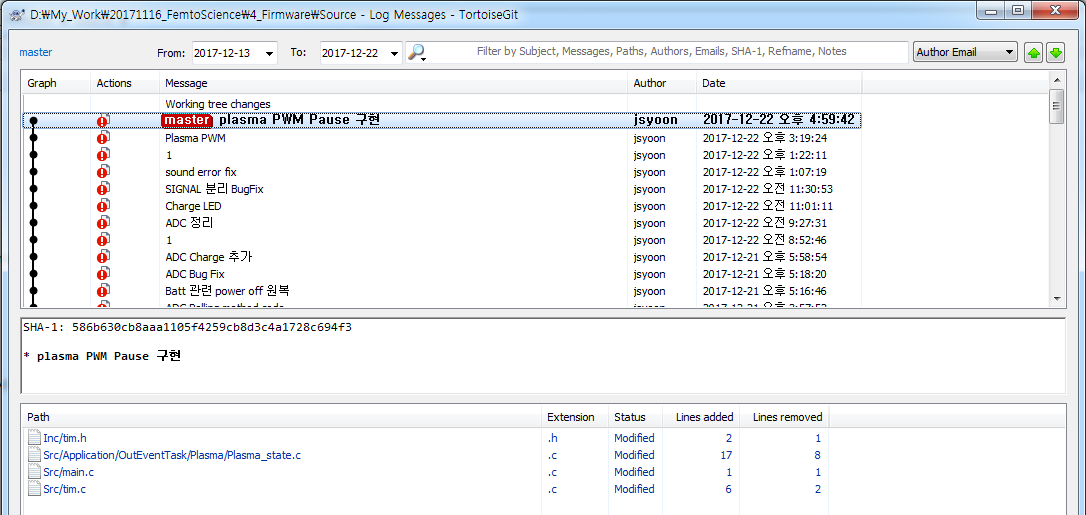 D:₩My_Work₩20171116_FemtoScience₩4_Firmware₩Source - Log Messages - TortoiseGit
master From: 2017-12-13 To: 2017-12-22 Filter by Subject, Messages, Paths, Authors, Emails, SHA-1, Refname, Notes Author Email
Graph Actions Message Author Date
Working tree changes
master plasma PWM Pause 구현 jsyoon 2017-12-22 오후 4:59:42
Plasma PWM jsyoon 2017-12-22 오후 3:19:24
1 jsyoon 2017-12-22 오후 1:22:11
sound error fix jsyoon 2017-12-22 오후 1:07:19
SIGNAL 분리 BugFix jsyoon 2017-12-22 오전 11:30:53
Charge LED jsyoon 2017-12-22 오전 11:01:11
ADC 정리 jsyoon 2017-12-22 오전 9:27:31
1 jsyoon 2017-12-22 오전 8:52:46
ADC Charge 추가 jsyoon 2017-12-21 오후 5:58:54
ADC Bug Fix jsyoon 2017-12-21 오후 5:18:20
Batt 관련 power off 원복 jsyoon 2017-12-21 오후 5:16:46
SHA-1: 586b630cb8aaa1105f4259cb8d3c4a1728c694f3
* plasma PWM Pause 구현
Path Extension Status Lines added Lines removed
Inc/tim.h .h Modified 2 1
Src/Application/OutEventTask/Plasma/Plasma_state.c .c Modified 17 8
Src/main.c .c Modified 1 1
Src/tim.c .c Modified 6 2